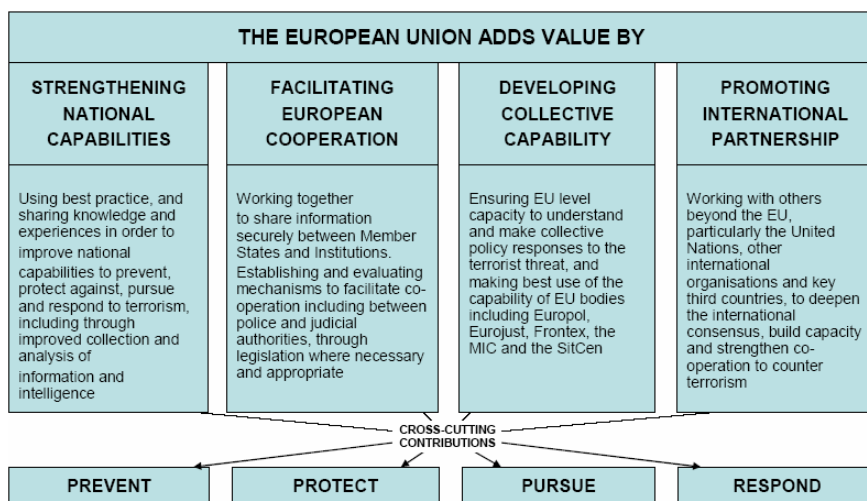 THE EUROPEAN UNION ADDS VALUE BY
STRENGTHENING
NATIONAL
CAPABILITIES
FACILITATING
EUROPEAN
COOPERATION
DEVELOPING
COLLECTIVE
CAPABILITY
PROMOTING
INTERNATIONAL
PARTNERSHIP
Using best practice, and
sharing knowledge and
experiences in order to
improve national
capabilities to prevent,
protect against, pursue
and respond to terrorism,
including through
improved collection and
analysis of
information and
intelligence
Working together
to share information
securely between Member
States and Institutions.
Establishing and evaluating
mechanisms to facilitate co-
operation including between
police and judicial
authorities, through
legislation where necessary
and appropriate
Ensuring EU level
capacity to understand
and make collective
policy responses to the
terrorist threat, and
making best use of the
capability of EU bodies
including Europol,
Eurojust, Frontex, the
MIC and the SitCen
Working with others
beyond the EU,
particularly the United
Nations, other
international
organisations and key
third countries, to deepen
the international
consensus, build capacity
and strengthen co-
operation to counter
terrorism
CROSS-CUTTING
CONTRIBUTIONS
PREVENT
PROTECT
PURSUE
RESPOND